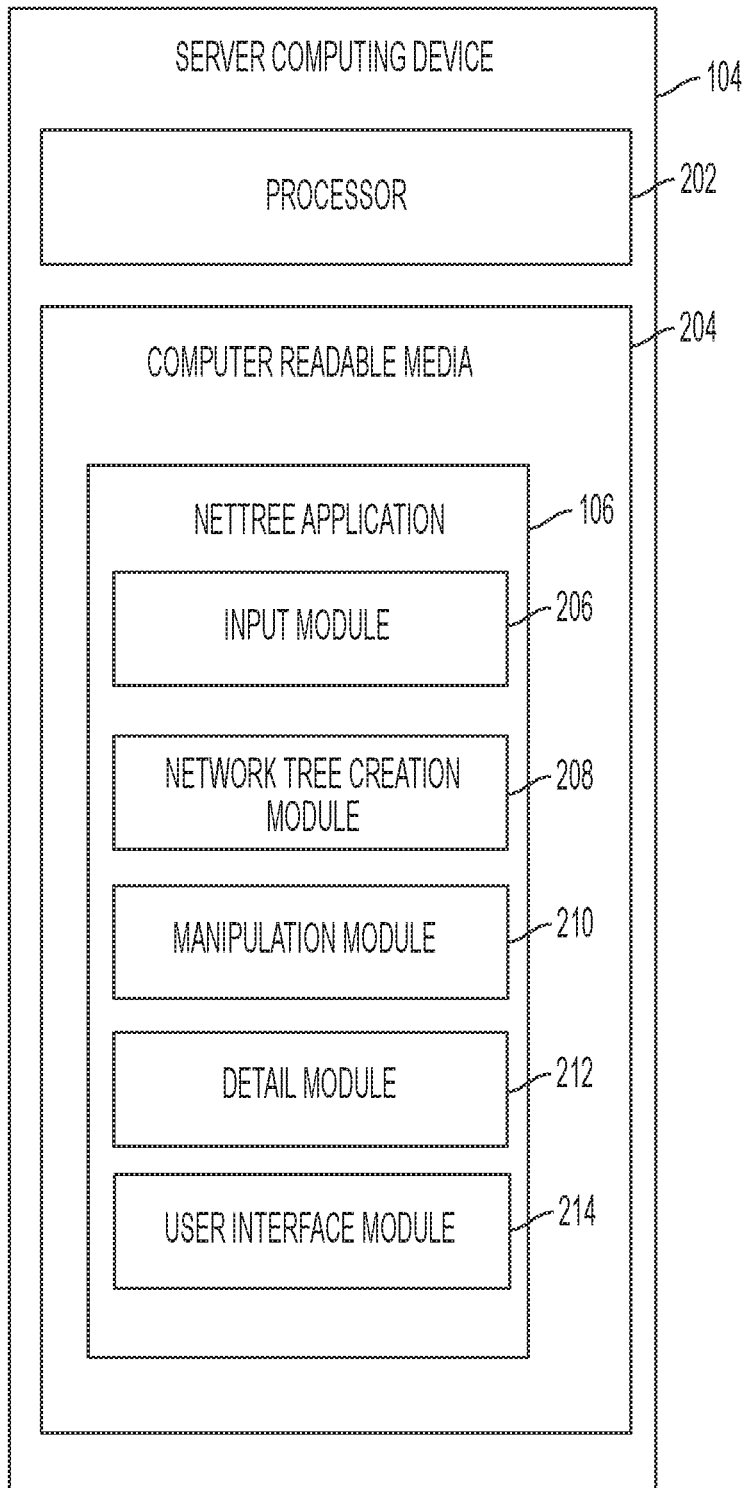 SERVER COMPUTING DEVICE
104
PROCESSOR
202
COMPUTER READABLE MEDIA
204
NETTREE APPLICATION
106
INPUT MODULE
206
NETWORK TREE CREATION
MODULE
208
MANIPULATION MODULE
210
DETAIL MODULE
212
USER INTERFACE MODULE
214